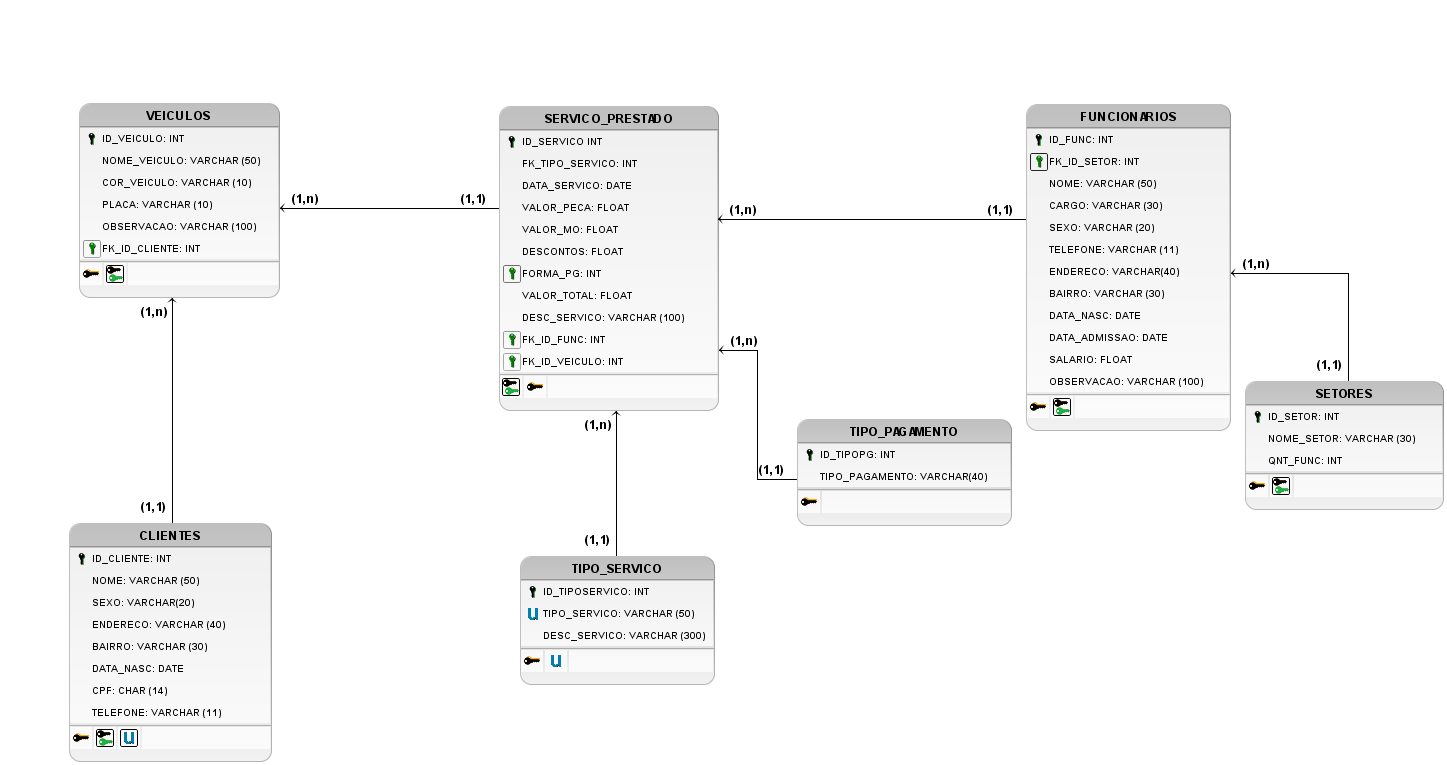 VEICULOS
ID_VEICULO: INT
NOME_VEICULO: VARCHAR (50)
COR_VEICULO: VARCHAR (10)
PLACA: VARCHAR (10)
OBSERVACAO: VARCHAR (100)
FK_ID_CLIENTE: INT
(1,n)
(1,1)
SERVICO_PRESTADO
ID_SERVICO INT
FK_TIPO_SERVICO: INT
DATA_SERVICO: DATE
VALOR_PECA: FLOAT
VALOR_MO: FLOAT
DESCONTOS: FLOAT
FORMA_PG: INT
VALOR_TOTAL: FLOAT
DESC_SERVICO: VARCHAR (100)
FK_ID_FUNC: INT
FK_ID_VEICULO: INT
(1,n)
(1,1)
FUNCIONARIOS
ID_FUNC: INT
FK_ID_SETOR: INT
NOME: VARCHAR (50)
CARGO: VARCHAR (30)
SEXO: VARCHAR (20)
TELEFONE: VARCHAR (11)
ENDERECO: VARCHAR(40)
BAIRRO: VARCHAR (30)
DATA_NASC: DATE
DATA_ADMISSAO: DATE
SALARIO: FLOAT
OBSERVACAO: VARCHAR (100)
(1,n)
(1,1)
SETORES
ID_SETOR: INT
NOME_SETOR: VARCHAR (30)
QNT_FUNC: INT
(1,n)
(1,1)
TIPO_PAGAMENTO
ID_TIPOPG: INT
TIPO_PAGAMENTO: VARCHAR(40)
(1,n)
(1,1)
CLIENTES
ID_CLIENTE: INT
NOME: VARCHAR (50)
SEXO: VARCHAR(20)
ENDERECO: VARCHAR (40)
BAIRRO: VARCHAR (30)
DATA_NASC: DATE
CPF: CHAR (14)
TELEFONE: VARCHAR (11)
u
(1,n)
(1,1)
TIPO_SERVICO
ID_TIPOSERVICO: INT
u TIPO_SERVICO: VARCHAR (50)
DESC_SERVICO: VARCHAR (300)
u